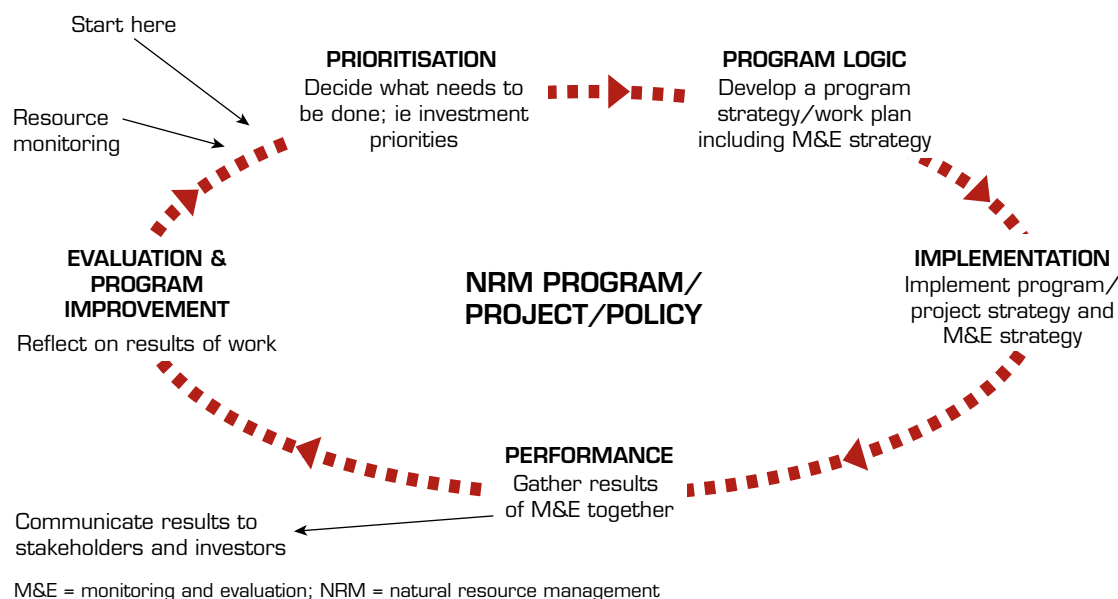 Start here
Resource
monitoring
PRIORITISATION
Decide what needs to
be done; ie investment
priorities
PROGRAM LOGIC
Develop a program
strategy/work plan
including M&E strategy
IMPLEMENTATION
Implement program/
project strategy and
M&E strategy
PERFORMANCE
Gather results
of M&E together
Communicate results to
stakeholders and investors
EVALUATION &
PROGRAM
IMPROVEMENT
Reflect on results of work
NRM PROGRAM/
PROJECT/POLICY
M&E = monitoring and evaluation; NRM = natural resource management